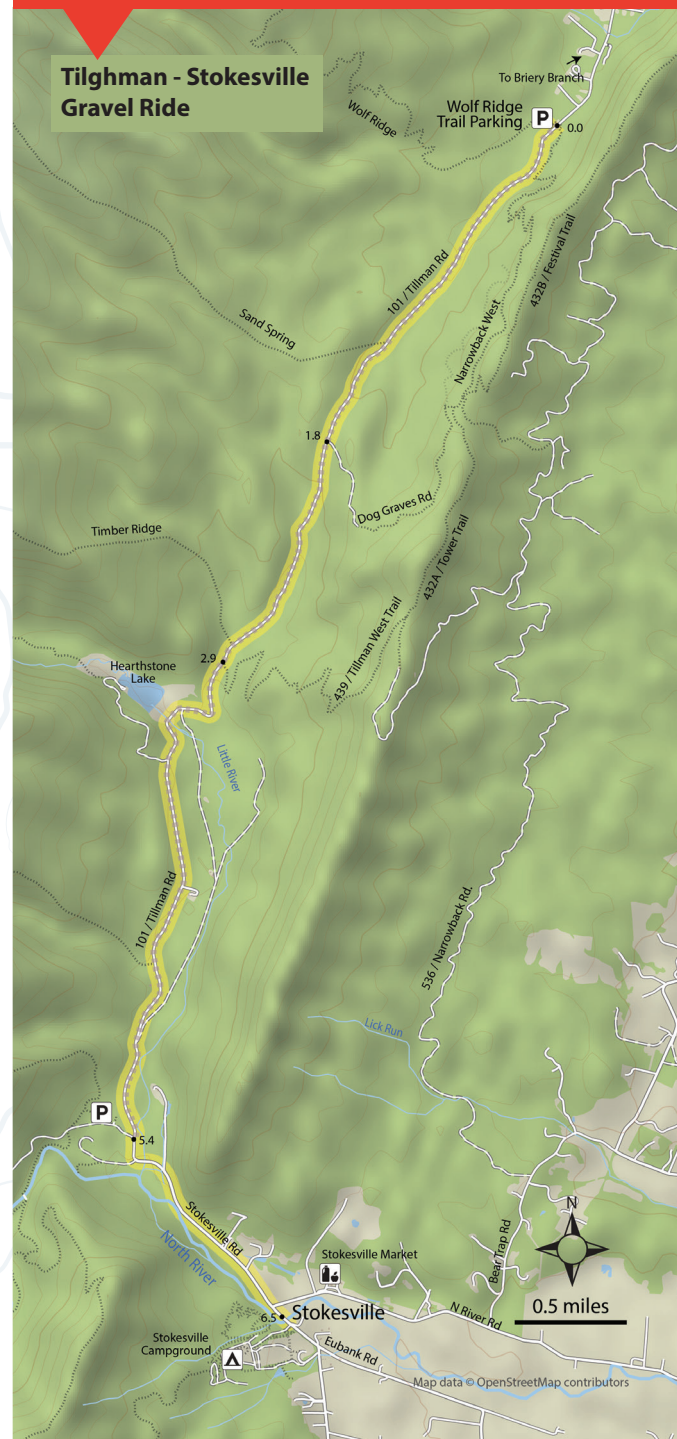 Tilghman - Stokesville
Gravel Ride
To Briery Branch
Wolf Ridge
Wolf Ridge
Trail Parking
P
0.0
432B / Festival Trail
101 / Tillman Rd
Narrowback West
Sand Spring
1.8
Dog Graves Rd
Timber Ridge
432A / Tower Trail
439 / Tillman West Trail
2.9
Hearthstone
Lake
Little River
101 / Tillman Rd
536 / Narrowback Rd.
Lick Run
P
5.4
Stokesville Rd
North River
N
Bear Trap Rd
Stokesville Market
0.5 miles
6.5
Stokesville
N River Rd
Stokesville
Campground
Eubank Rd
Map data © OpenStreetMap contributors